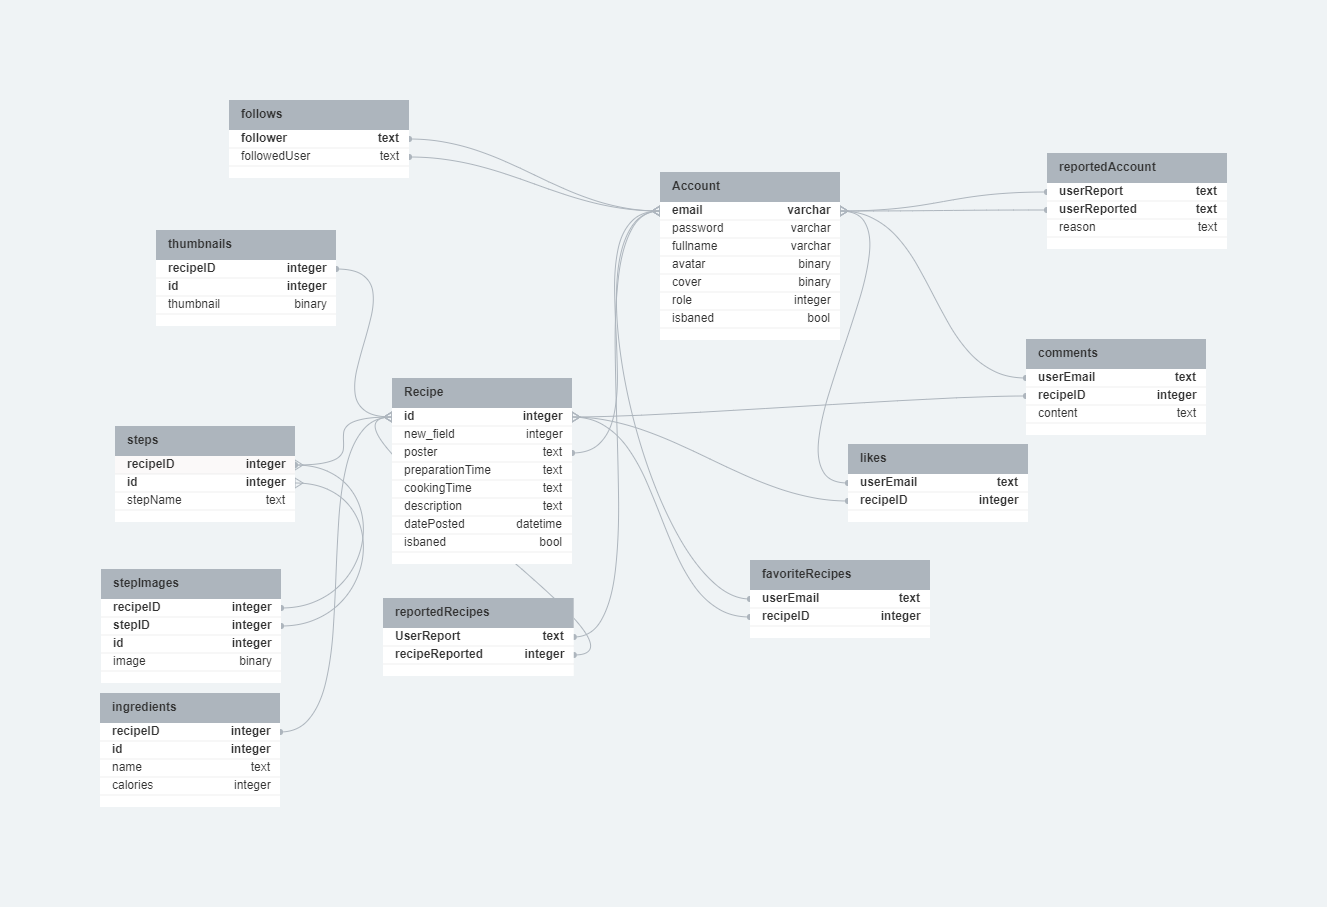 follows
follower text
followedUser text
thumbnails
recipeID integer
id integer
thumbnail binary
Account
email varchar
password varchar
fullname varchar
avatar binary
cover binary
role integer
isbaned bool
reportedAccount
userReport text
userReported text
reason text
comments
userEmail text
recipeID integer
content text
Recipe
id integer
new_field integer
poster text
preparationTime text
cookingTime text
description text
datePosted datetime
isbaned bool
steps
recipeID integer
id integer
stepName text
likes
userEmail text
recipeID integer
stepImages
recipeID integer
stepID integer
id integer
image binary
reportedRecipes
UserReport text
recipeReported integer
favoriteRecipes
userEmail text
recipeID integer
ingredients
recipeID integer
id integer
name text
calories integer